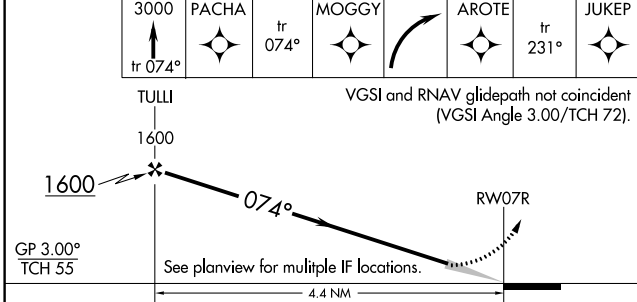 3000
tr 074°
PACHA
tr
074°
MOGGY
AROTE
tr
231°
JUKEP
VGSI and RNAV glidepath not coincident
(VGSI Angle 3.00/TCH 72).
TULLI
1600
1600
074°
RW07R
GP 3.00°
TCH 55
See planview for mulitple IF locations.
4.4 NM